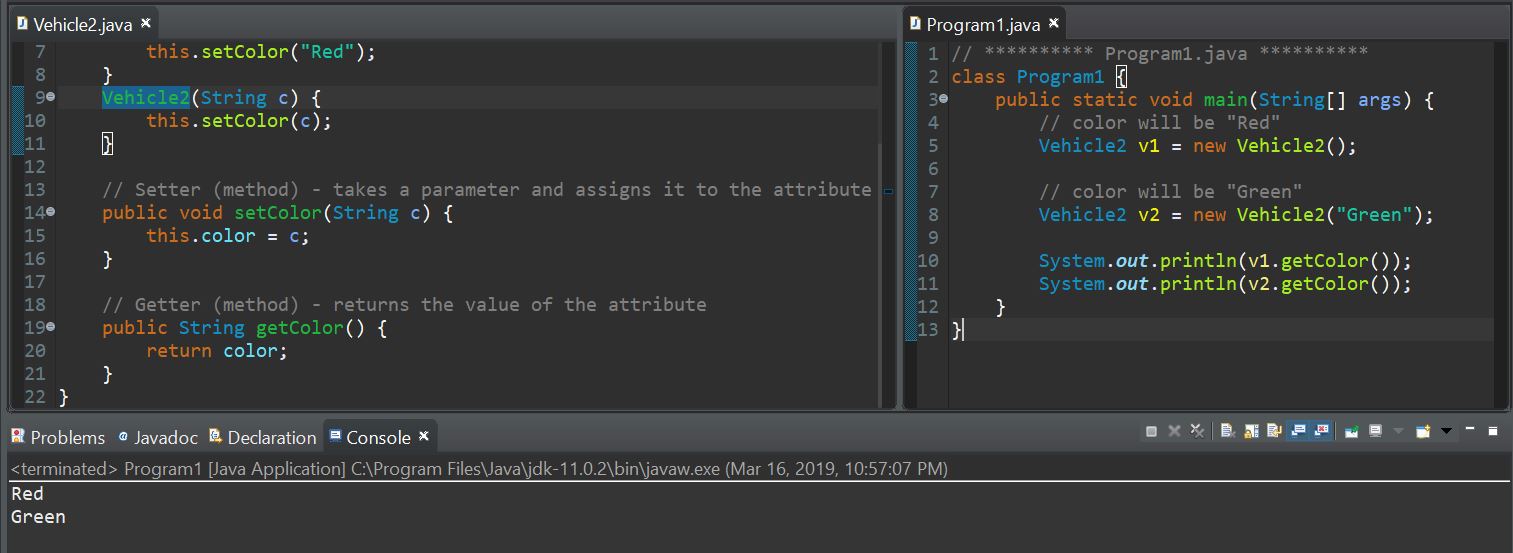 Vehicle2.java
7 this.setColor("Red");
8 }
9 Vehicle2(String c) {
10 this.setColor(c);
11 }
12
13 // Setter (method) - takes a parameter and assigns it to the attribute
14 public void setColor(String c) {
15 this.color = c;
16 }
17
18 // Getter (method) - returns the value of the attribute
19 public String getColor() {
20 return color;
21 }
22 }
Program1.java
1 // ********** Program1.java **********
2 class Program1 {
3 public static void main(String[] args) {
4 // color will be "Red"
5 Vehicle2 v1 = new Vehicle2();
6
7 // color will be "Green"
8 Vehicle2 v2 = new Vehicle2("Green");
9
10 System.out.println(v1.getColor());
11 System.out.println(v2.getColor());
12 }
13 }
Problems @ Javadoc Declaration Console
<terminated> Program1 [Java Application] C:\Program Files\Java\jdk-11.0.2\bin\javaw.exe (Mar 16, 2019, 10:57:07 PM)
Red
Green